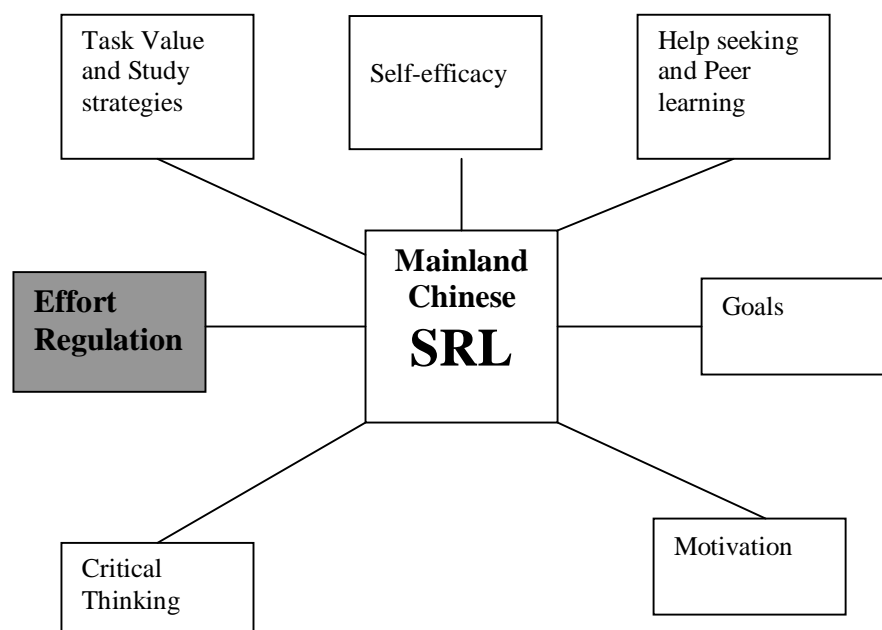 Task Value
and Study
strategies
Self-efficacy
Help seeking
and Peer
learning
Mainland
Chinese
SRL
Effort
Regulation
Goals
Critical
Thinking
Motivation